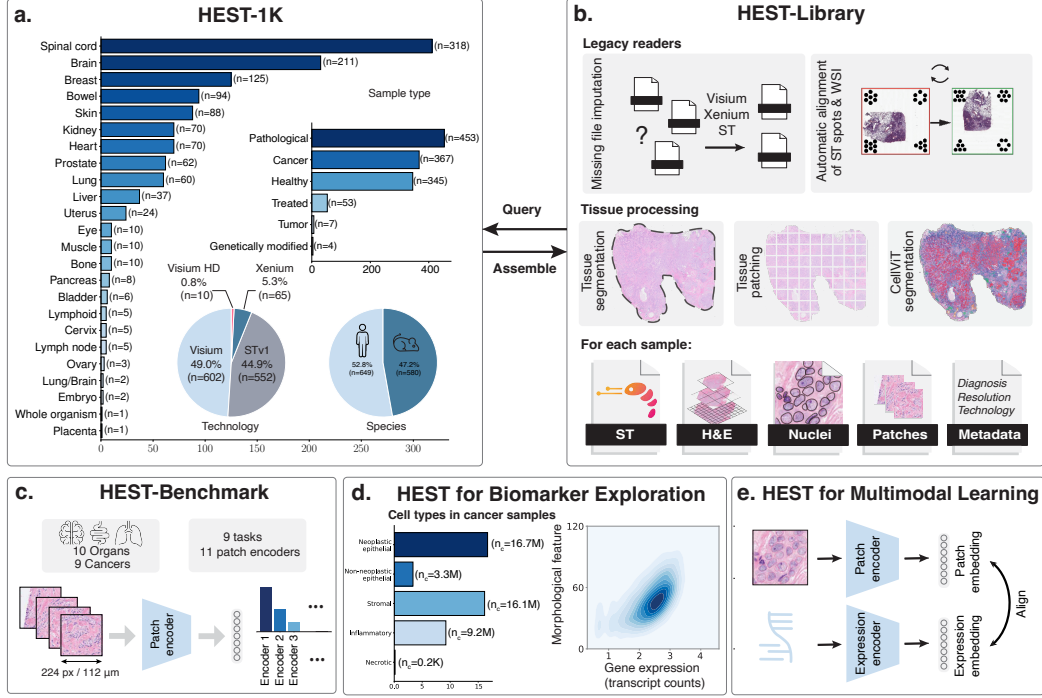 a.
HEST-1K
Spinal cord
(n=318)
Brain
(n=211)
Breast
(n=125)
Bowel
(n=94)
Skin
(n=88)
Kidney
(n=70)
Heart
(n=70)
Prostate
(n=62)
Lung
(n=60)
Liver
(n=37)
Uterus
(n=24)
Eye
(n=10)
Muscle
(n=10)
Bone
(n=10)
Pancreas
(n=8)
Bladder
(n=6)
Lymphoid
(n=5)
Cervix
(n=5)
Lymph node
(n=5)
Ovary
(n=3)
Lung/Brain
(n=2)
Embryo
(n=2)
Whole organism
(n=1)
Placenta
(n=1)
0 50 100 150 200 250 300
Sample type
Pathological
(n=453)
Cancer
(n=367)
Healthy
(n=345)
Treated
(n=53)
Tumor
(n=7)
Genetically modified
(n=4)
0 200 400
Visium HD
0.8%
(n=10)
Xenium
5.3%
(n=65)
Visium
49.0%
(n=602)
STv1
44.9%
(n=552)
Technology
52.8%
(n=649)
47.2%
(n=580)
Species
Query
Assemble
b.
HEST-Library
Legacy readers
Missing file imputation
?
Visium
Xenium
ST
Automatic alignment
of ST spots & WSI
Tissue processing
Tissue
segmentation
Tissue
patching
CellViT
segmentation
For each sample:
ST
H&E
Nuclei
Patches
Diagnosis
Resolution
Technology
Metadata
c.
HEST-Benchmark
10 Organs
9 Cancers
9 tasks
11 patch encoders
224 px / 112 µm
Patch
encoder
Encoder 1
Encoder 2
Encoder 3
•••
•••
d.
HEST for Biomarker Exploration
Cell types in cancer samples
Neoplastic
epithelial
(n_c=16.7M)
Non-neoplastic
epithelial
(n_c=3.3M)
Stromal
(n_c=16.1M)
Inflammatory
(n_c=9.2M)
Necrotic
(n_c=0.2K)
0.0 5 10 15
Morphological feature
120
60
0
1 2 3 4
Gene expression
(transcript counts)
e.
HEST for Multimodal Learning
Patch
encoder
Patch
embedding
Expression
encoder
Expression
embedding
Align